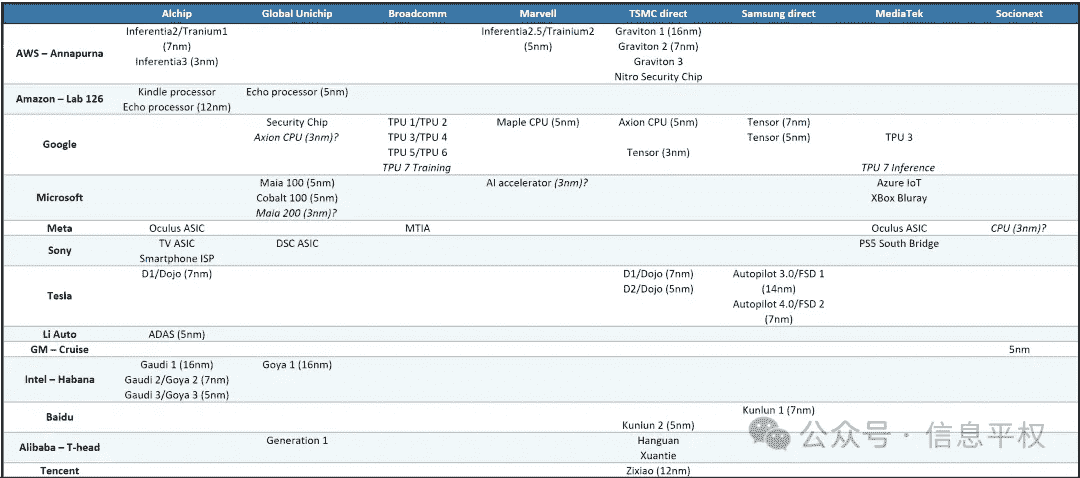 Alchip Global Unichip Broadcomm Marvell TSMC direct Samsung direct MediaTek Socionext
Inferentia2/Tranium1 Inferentia2.5/Trainium2 Graviton 1 (16nm)
(7nm) (5nm) Graviton 2 (7nm)
AWS – Annapurna
Inferentia3 (3nm) Graviton 3
Nitro Security Chip
Kindle processor Echo processor (5nm)
Amazon – Lab 126
Echo processor (12nm)
Security Chip TPU 1/TPU 2 Maple CPU (5nm) Axion CPU (5nm) Tensor (7nm)
Axion CPU (3nm)? TPU 3/TPU 4 Tensor (5nm) TPU 3
Google
TPU 5/TPU 6 Tensor (3nm)
TPU 7 Training TPU 7 Inference
Maia 100 (5nm) AI accelerator (3nm)? Azure IoT
Microsoft Cobalt 100 (5nm) XBox Bluray
Maia 200 (3nm)?
Meta Oculus ASIC MTIA Oculus ASIC CPU (3nm)?
TV ASIC DSC ASIC PS5 South Bridge
Sony
Smartphone ISP
D1/Dojo (7nm) D1/Dojo (7nm) Autopilot 3.0/FSD 1
D2/Dojo (5nm) (14nm)
Tesla
Autopilot 4.0/FSD 2
(7nm)
Li Auto ADAS (5nm)
GM – Cruise 5nm
Gaudi 1 (16nm) Goya 1 (16nm)
Intel – Habana Gaudi 2/Goya 2 (7nm)
Gaudi 3/Goya 3 (5nm)
Kunlun 1 (7nm)
Baidu
Kunlun 2 (5nm)
Generation 1 Hanguan
Alibaba – T-head
Xuantie
Tencent Zixiao (12nm)
公众号 · 信息平权